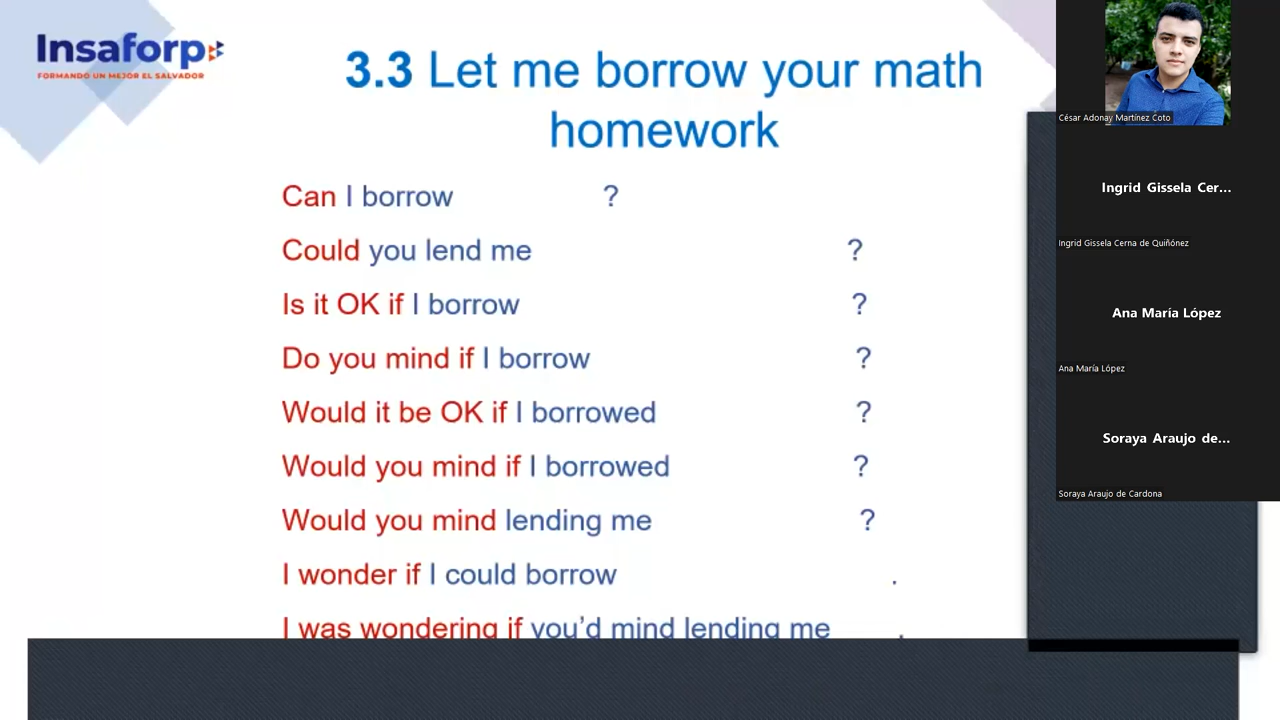 Insaforp
FORMANDO UN MEJOR EL SALVADOR
3.3 Let me borrow your math
homework
Can I borrow ?
Could you lend me ?
Is it OK if I borrow ?
Do you mind if I borrow ?
Would it be OK if I borrowed ?
Would you mind if I borrowed ?
Would you mind lending me ?
I wonder if I could borrow .
I was wondering if you'd mind lending me .
César Adonay Martínez Coto
Ingrid Gissela Cer...
Ingrid Gissela Cerna de Quiñónez
Ana María López
Ana María López
Soraya Araujo de...
Soraya Araujo de Cardona